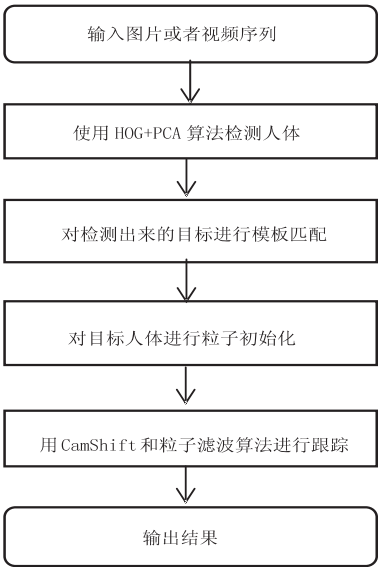 输入图片或者视频序列
使用 HOG+PCA 算法检测人体
对检测出来的目标进行模板匹配
对目标人体进行粒子初始化
用 CamShift 和粒子滤波算法进行跟踪
输出结果